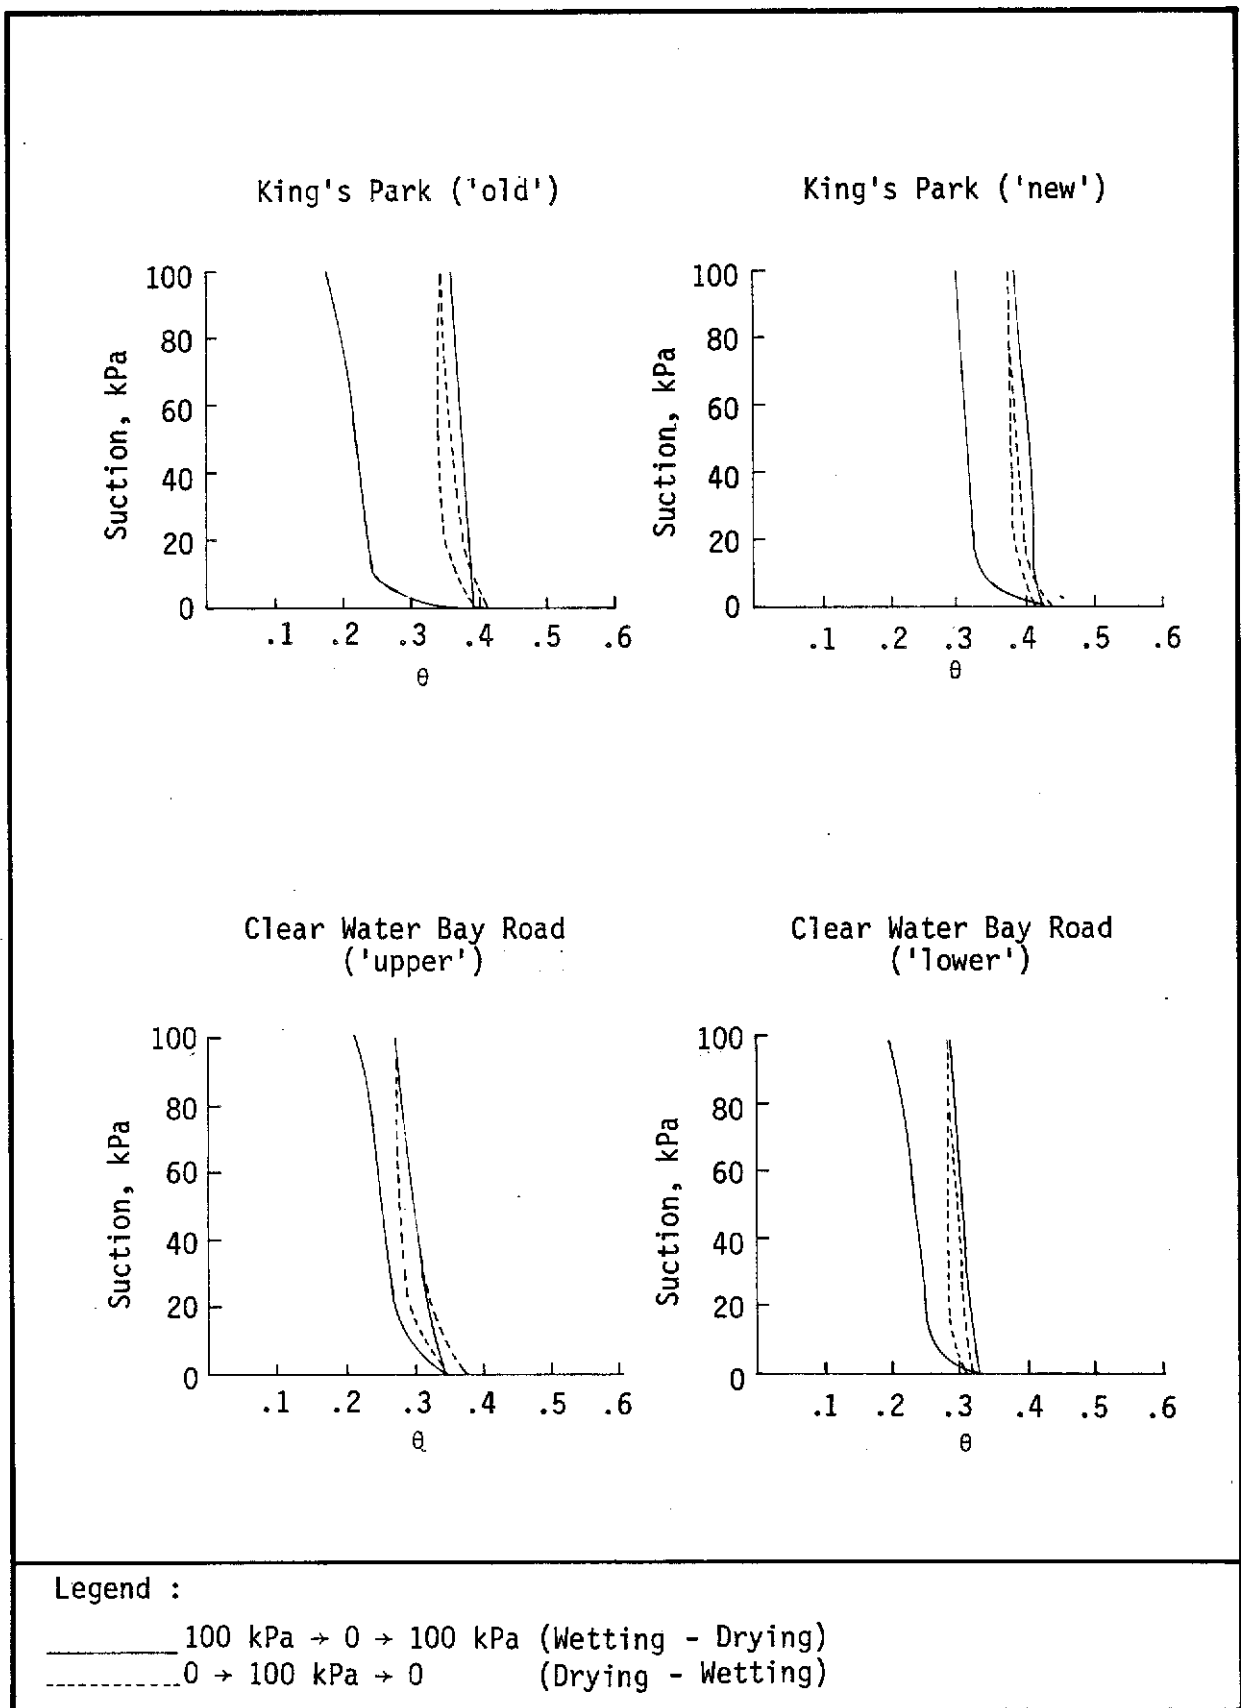 King's Park ('old')
King's Park ('new')
100
80
60
40
20
0
Suction, kPa
.1 .2 .3 .4 .5 .6
θ
100
80
60
40
20
0
Suction, kPa
.1 .2 .3 .4 .5 .6
θ
Clear Water Bay Road
('upper')
Clear Water Bay Road
('lower')
100
80
60
40
20
0
Suction, kPa
.1 .2 .3 .4 .5 .6
θ
100
80
60
40
20
0
Suction, kPa
.1 .2 .3 .4 .5 .6
θ
Legend :
100 kPa → 0 → 100 kPa (Wetting - Drying)
0 → 100 kPa → 0 (Drying - Wetting)